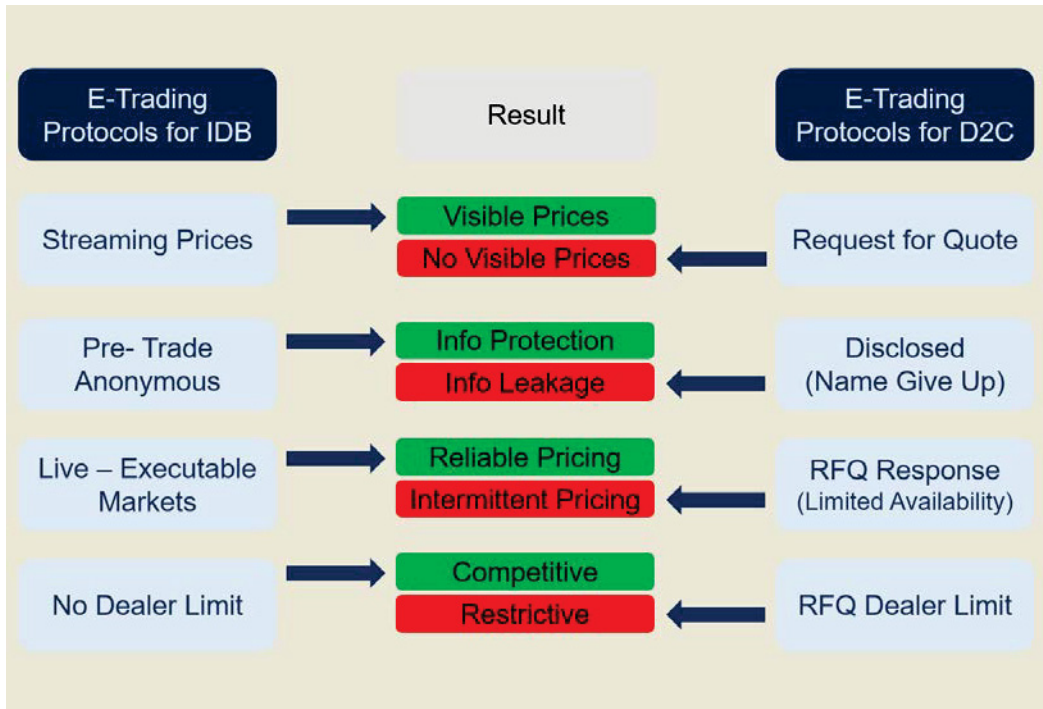 E-Trading
Protocols for IDB
Result
E-Trading
Protocols for D2C
Streaming Prices
Visible Prices
No Visible Prices
Request for Quote
Pre- Trade
Anonymous
Info Protection
Info Leakage
Disclosed
(Name Give Up)
Live – Executable
Markets
Reliable Pricing
Intermittent Pricing
RFQ Response
(Limited Availability)
No Dealer Limit
Competitive
Restrictive
RFQ Dealer Limit